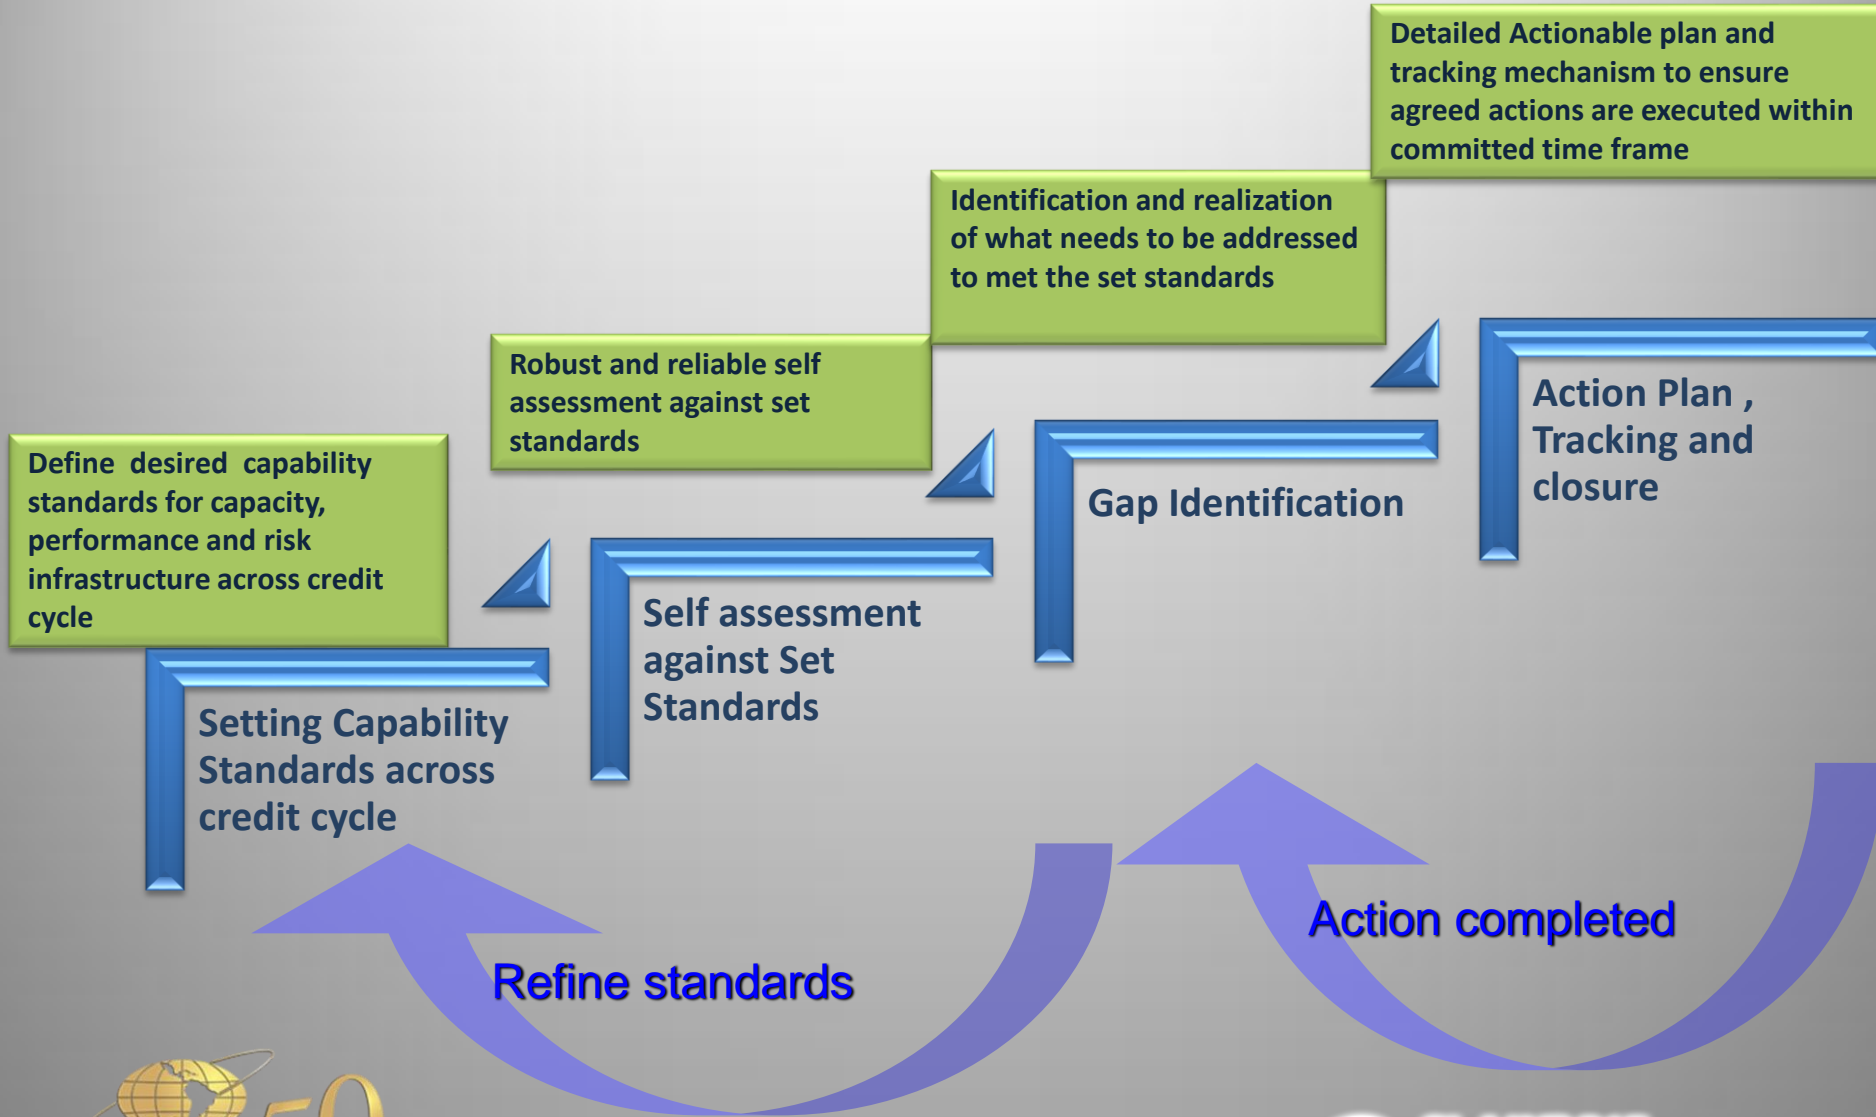 Detailed Actionable plan and
tracking mechanism to ensure
agreed actions are executed within
committed time frame
Identification and realization
of what needs to be addressed
to met the set standards
Robust and reliable self
assessment against set
standards
Define desired capability
standards for capacity,
performance and risk
infrastructure across credit
cycle
Setting Capability
Standards across
credit cycle
Self assessment
against Set
Standards
Gap Identification
Action Plan ,
Tracking and
closure
Refine standards
Action completed
50